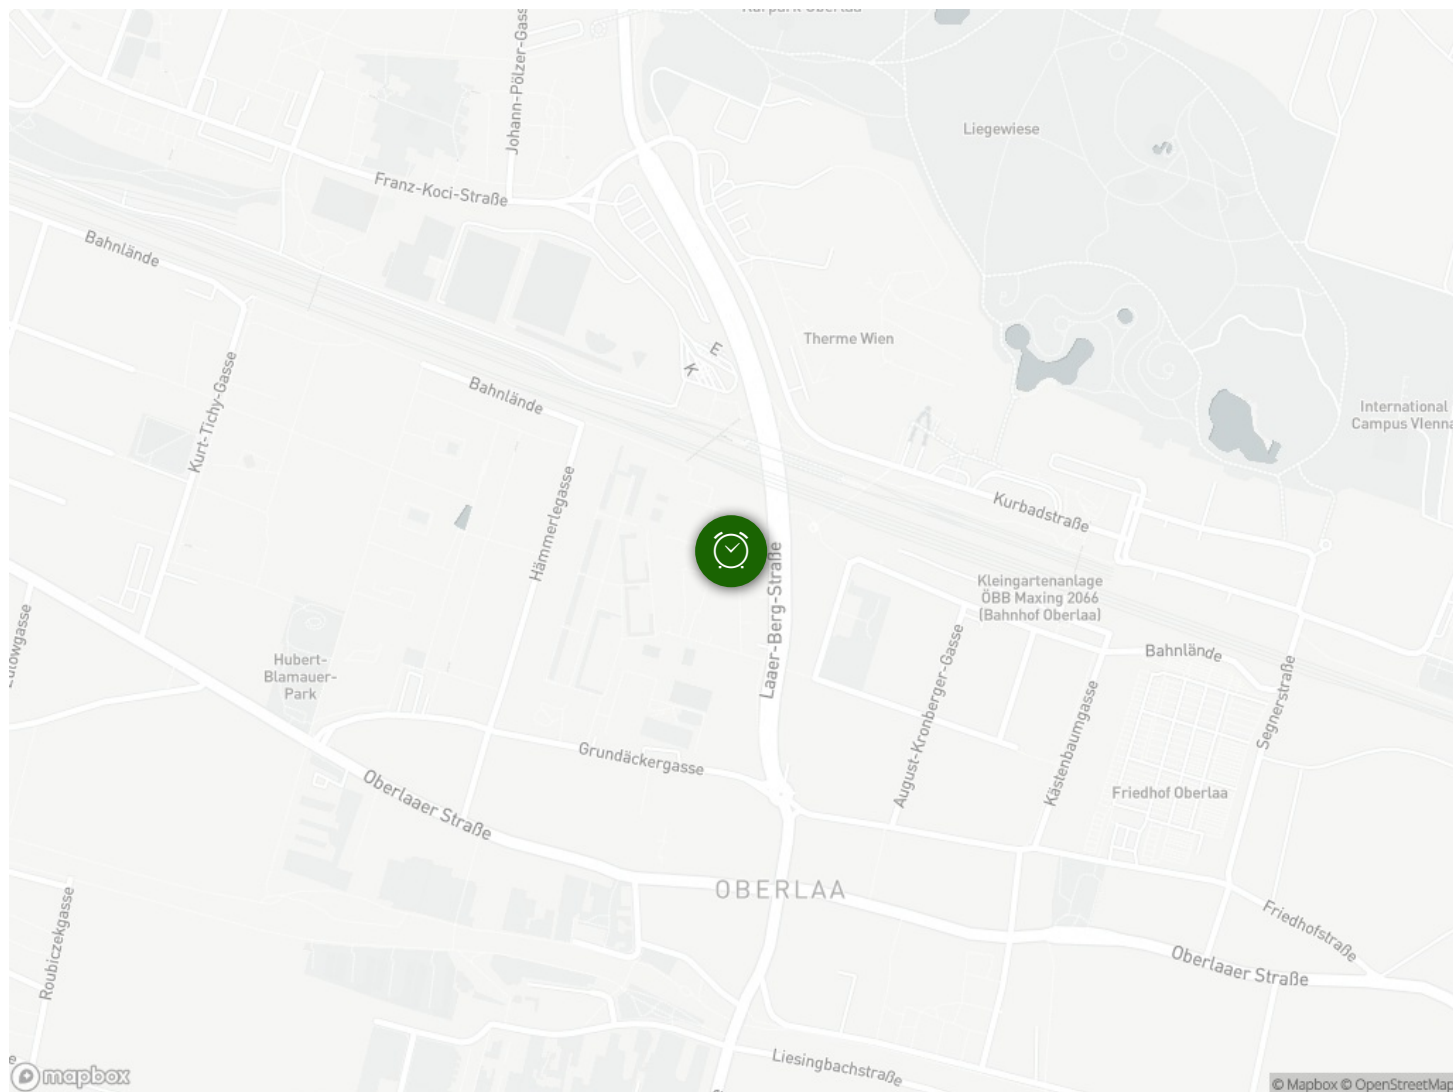 Kurpark Oberlaa
Johann-Pölzer-Gass
Liegewiese
Franz-Koci-Straße
Bahnlände
Therme Wien
E
K
Kurt-Tichy-Gasse
Bahnlände
International
Campus VIenna
Hämmerlegasse
Kurbadstraße
Laaer-Berg-Straße
Kleingartenanlage
ÖBB Maxing 2066
(Bahnhof Oberlaa)
August-Kronberger-Gasse
Bahnlände
Hubert-
Blamauer-
Park
Segnerstraße
Kästenbaumgasse
Grundäckergasse
Friedhof Oberlaa
Oberlaaer Straße
OBERLAA
Roubiczekgasse
Friedhofstraße
Oberlaaer Straße
Liesingbachstraße
mapbox
© Mapbox © OpenStreetMap